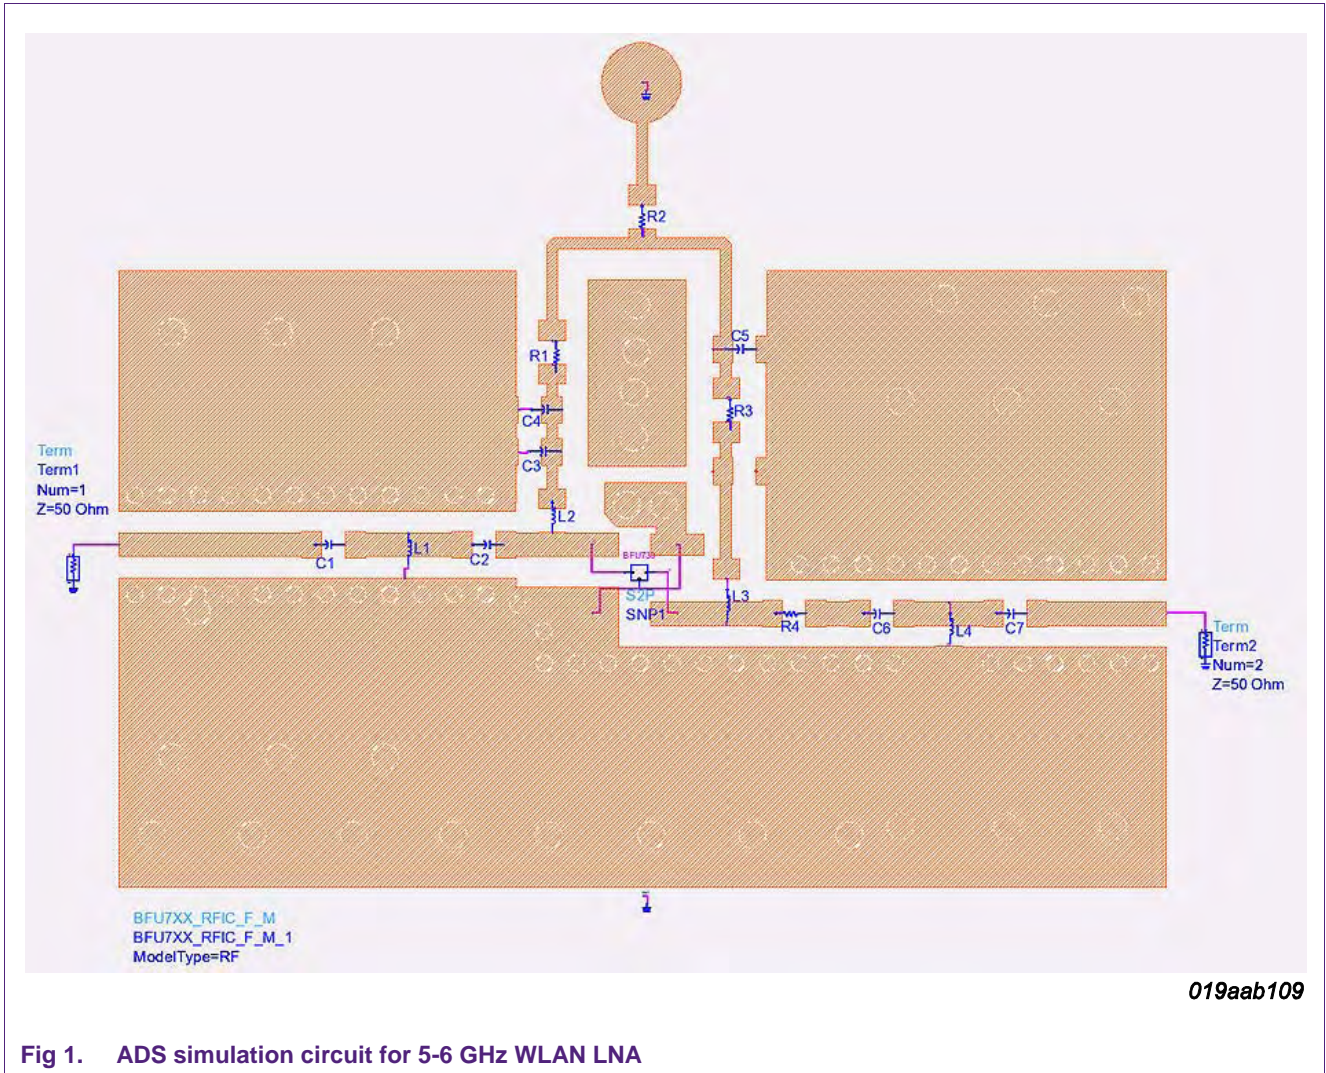 R2
C5
R1
R3
C4
C3
Term
Term1
Num=1
Z=50 Ohm
L2
C1
L1
C2
BFU730
S2P
SNP1
L3
R4
C6
L4
C7
Term
Term2
Num=2
Z=50 Ohm
BFU7XX_RFIC_F_M
BFU7XX_RFIC_F_M_1
ModelType=RF
019aab109
Fig 1. ADS simulation circuit for 5-6 GHz WLAN LNA